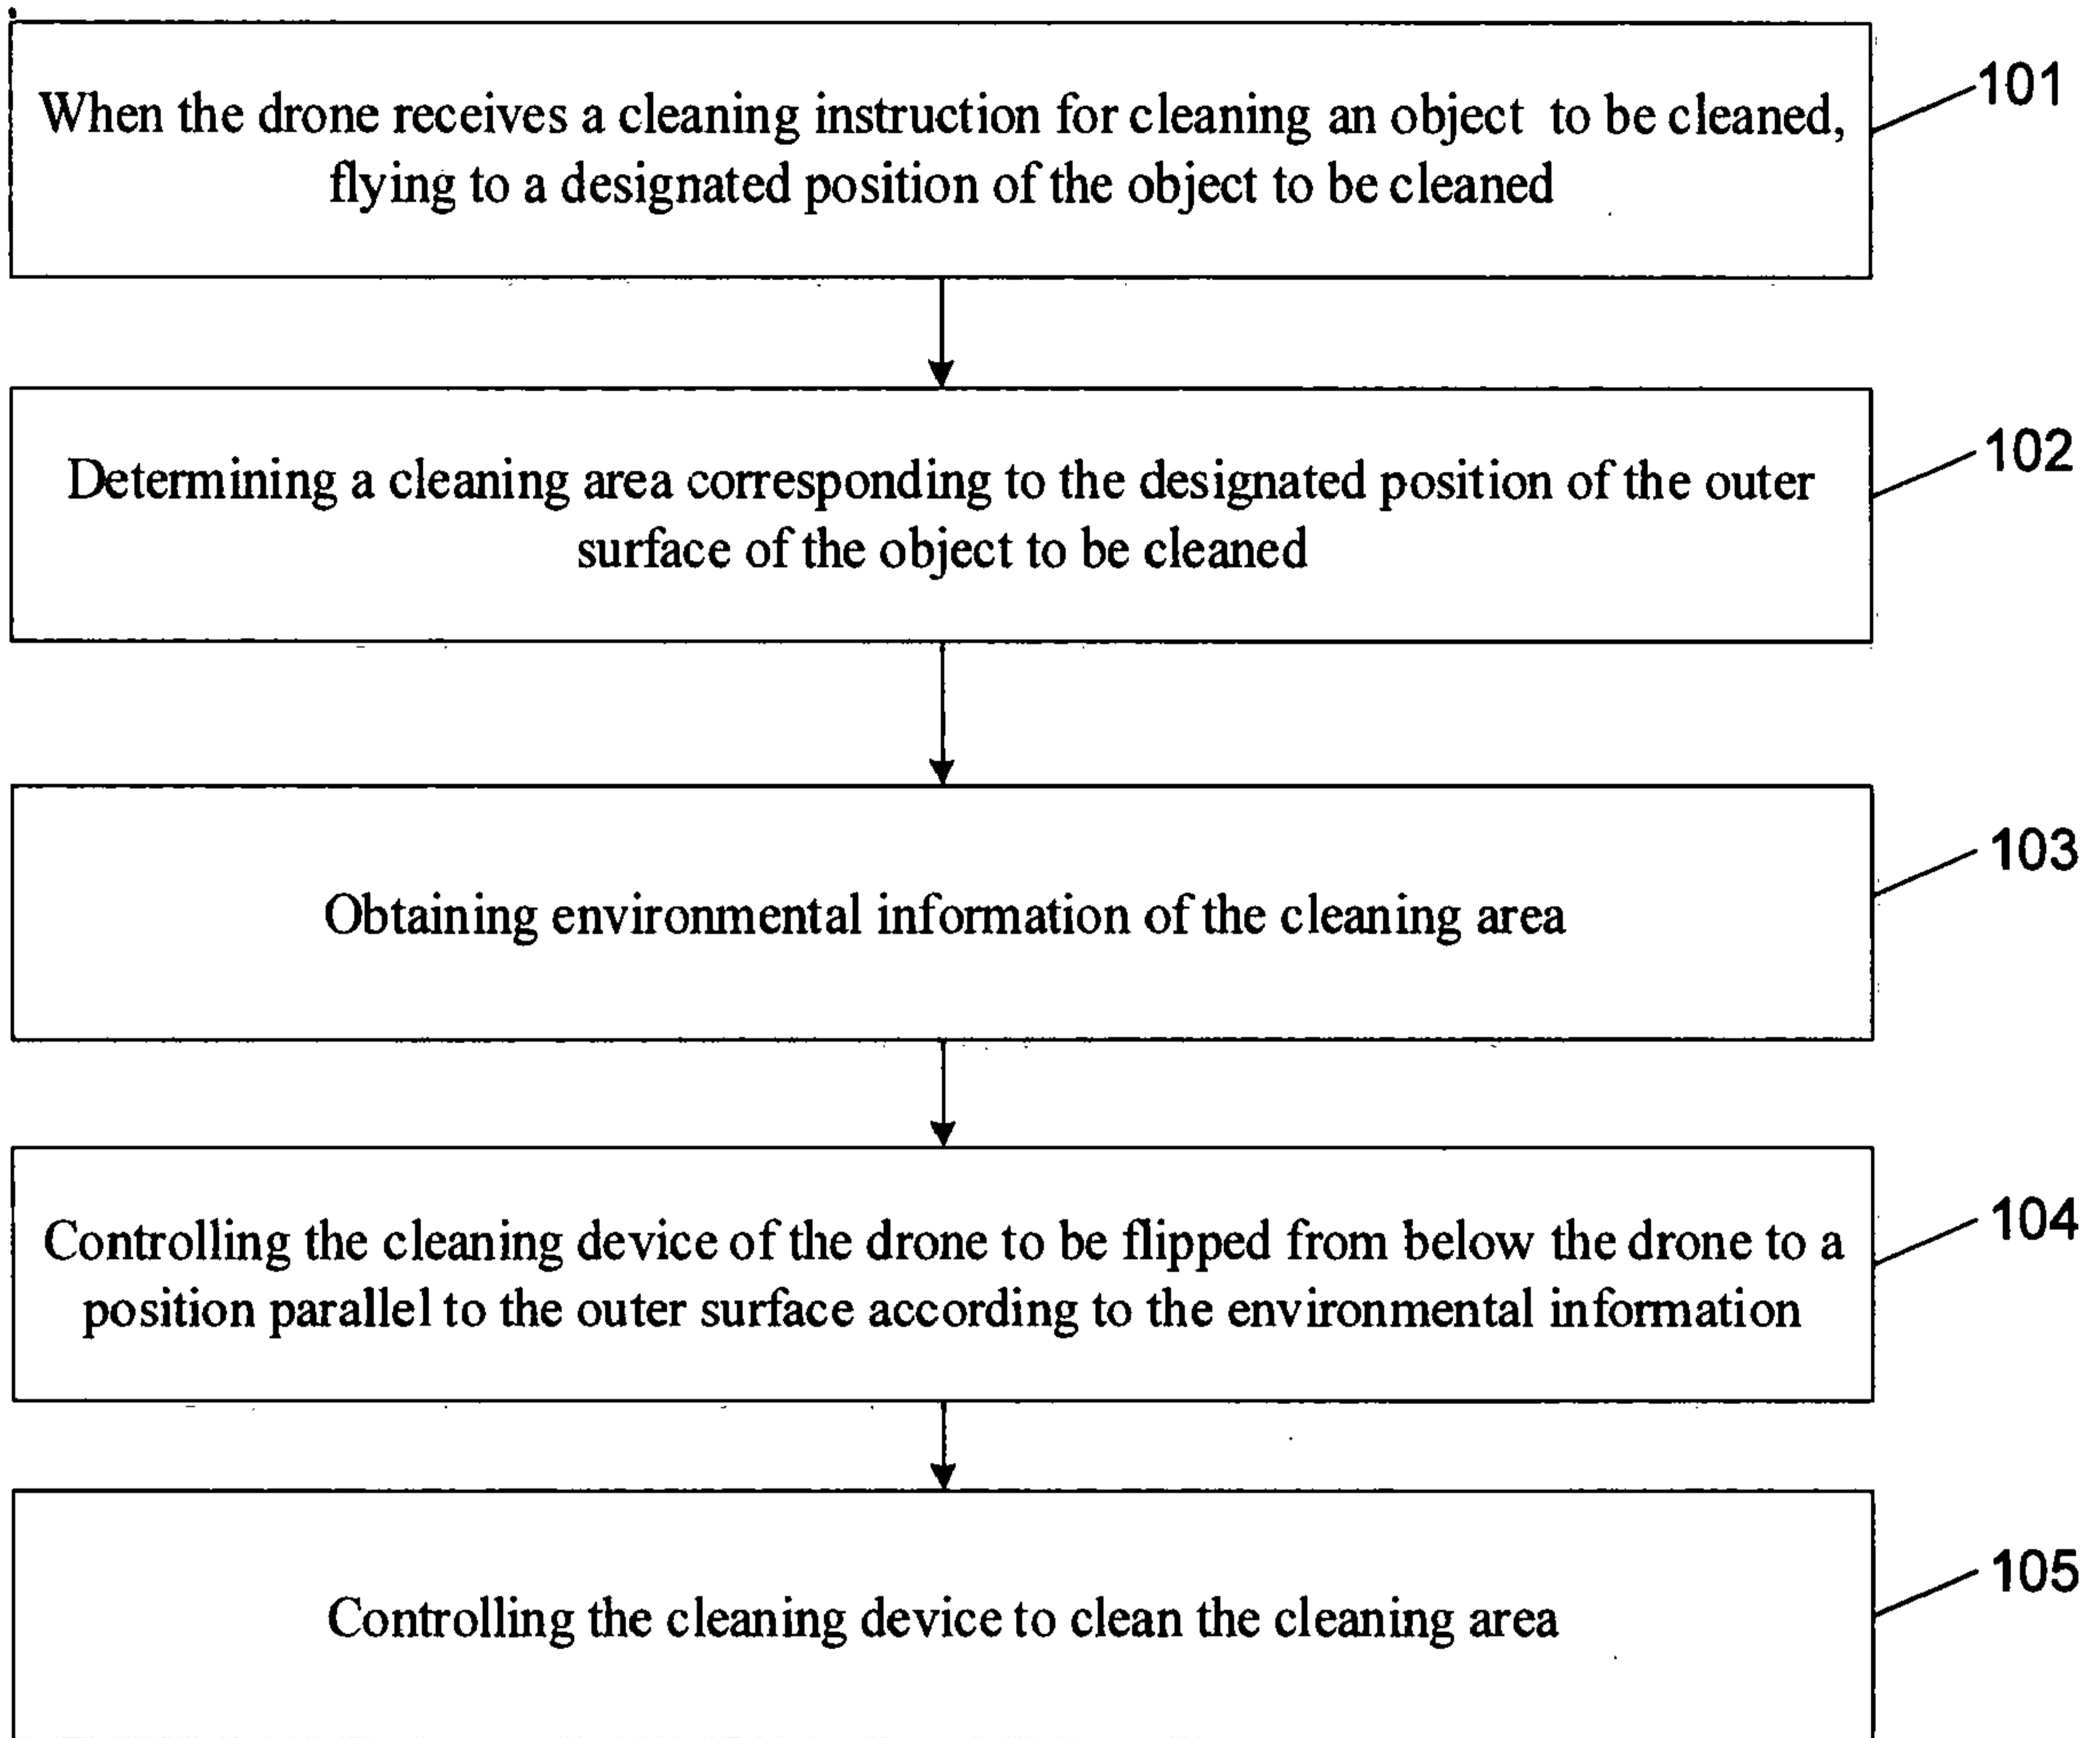 When the drone receives a cleaning instruction for cleaning an object to be cleaned,
flying to a designated position of the object to be cleaned
101
Determining a cleaning area corresponding to the designated position of the outer
surface of the object to be cleaned
102
Obtaining environmental information of the cleaning area
103
Controlling the cleaning device of the drone to be flipped from below the drone to a
position parallel to the outer surface according to the environmental information
104
Controlling the cleaning device to clean the cleaning area
105